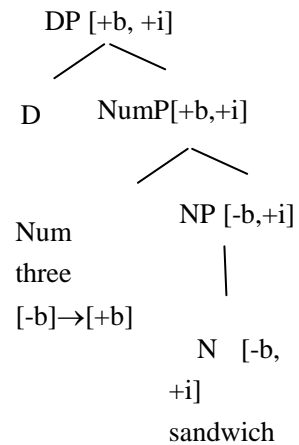 DP [+b, +i]
D NumP[+b,+i]
NP [-b,+i]
Num
three
[-b]→[+b]
N [-b,
+i]
sandwich